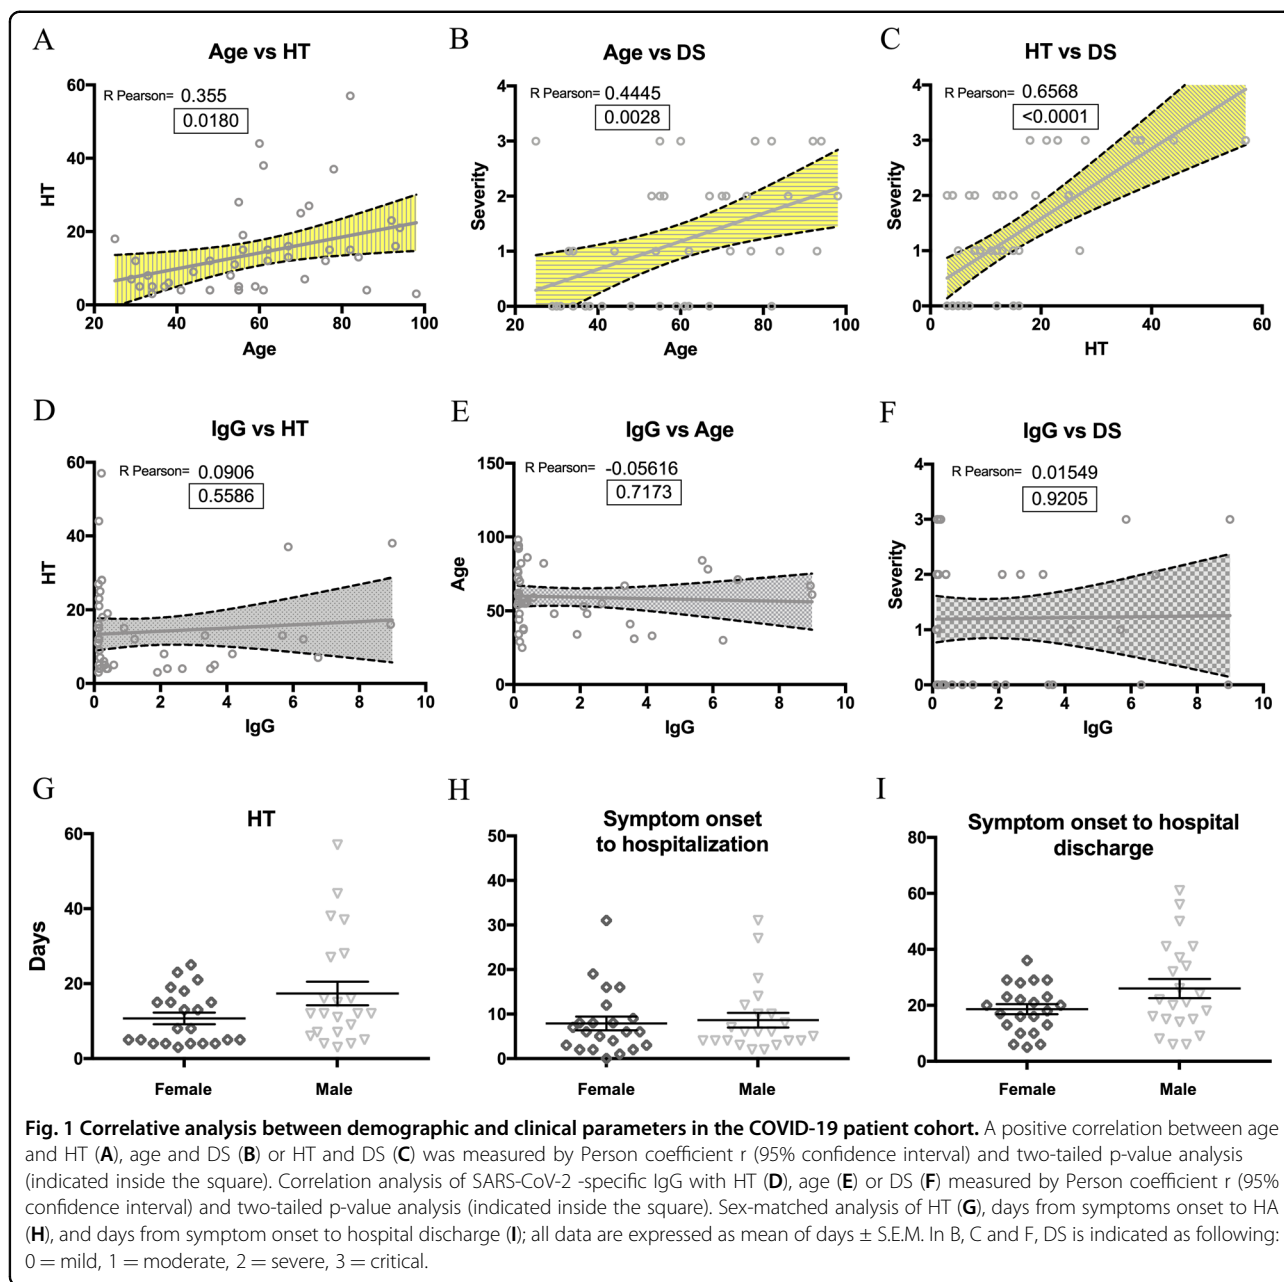 A
Age vs HT
R Pearson= 0.355
0.0180
60
40
20
0
HT
20 40 60 80 100
Age
B
Age vs DS
R Pearson= 0.4445
0.0028
4
3
2
1
0
Severity
20 40 60 80 100
Age
C
HT vs DS
R Pearson= 0.6568
<0.0001
4
3
2
1
0
Severity
0 20 40 60
HT
D
IgG vs HT
R Pearson= 0.0906
0.5586
60
40
20
0
HT
0 2 4 6 8 10
IgG
E
IgG vs Age
R Pearson= -0.05616
0.7173
150
100
50
0
Age
0 2 4 6 8 10
IgG
F
IgG vs DS
R Pearson= 0.01549
0.9205
4
3
2
1
0
Severity
0 2 4 6 8 10
IgG
G
HT
60
40
20
0
Days
Female Male
H
Symptom onset
to hospitalization
50
40
30
20
10
0
Female Male
I
Symptom onset to hospital
discharge
80
60
40
20
0
Female Male
Fig. 1 Correlative analysis between demographic and clinical parameters in the COVID-19 patient cohort. A positive correlation between age
and HT (A), age and DS (B) or HT and DS (C) was measured by Person coefficient r (95% confidence interval) and two-tailed p-value analysis
(indicated inside the square). Correlation analysis of SARS-CoV-2 -specific IgG with HT (D), age (E) or DS (F) measured by Person coefficient r (95%
confidence interval) and two-tailed p-value analysis (indicated inside the square). Sex-matched analysis of HT (G), days from symptoms onset to HA
(H), and days from symptom onset to hospital discharge (I); all data are expressed as mean of days ± S.E.M. In B, C and F, DS is indicated as following:
0 = mild, 1 = moderate, 2 = severe, 3 = critical.